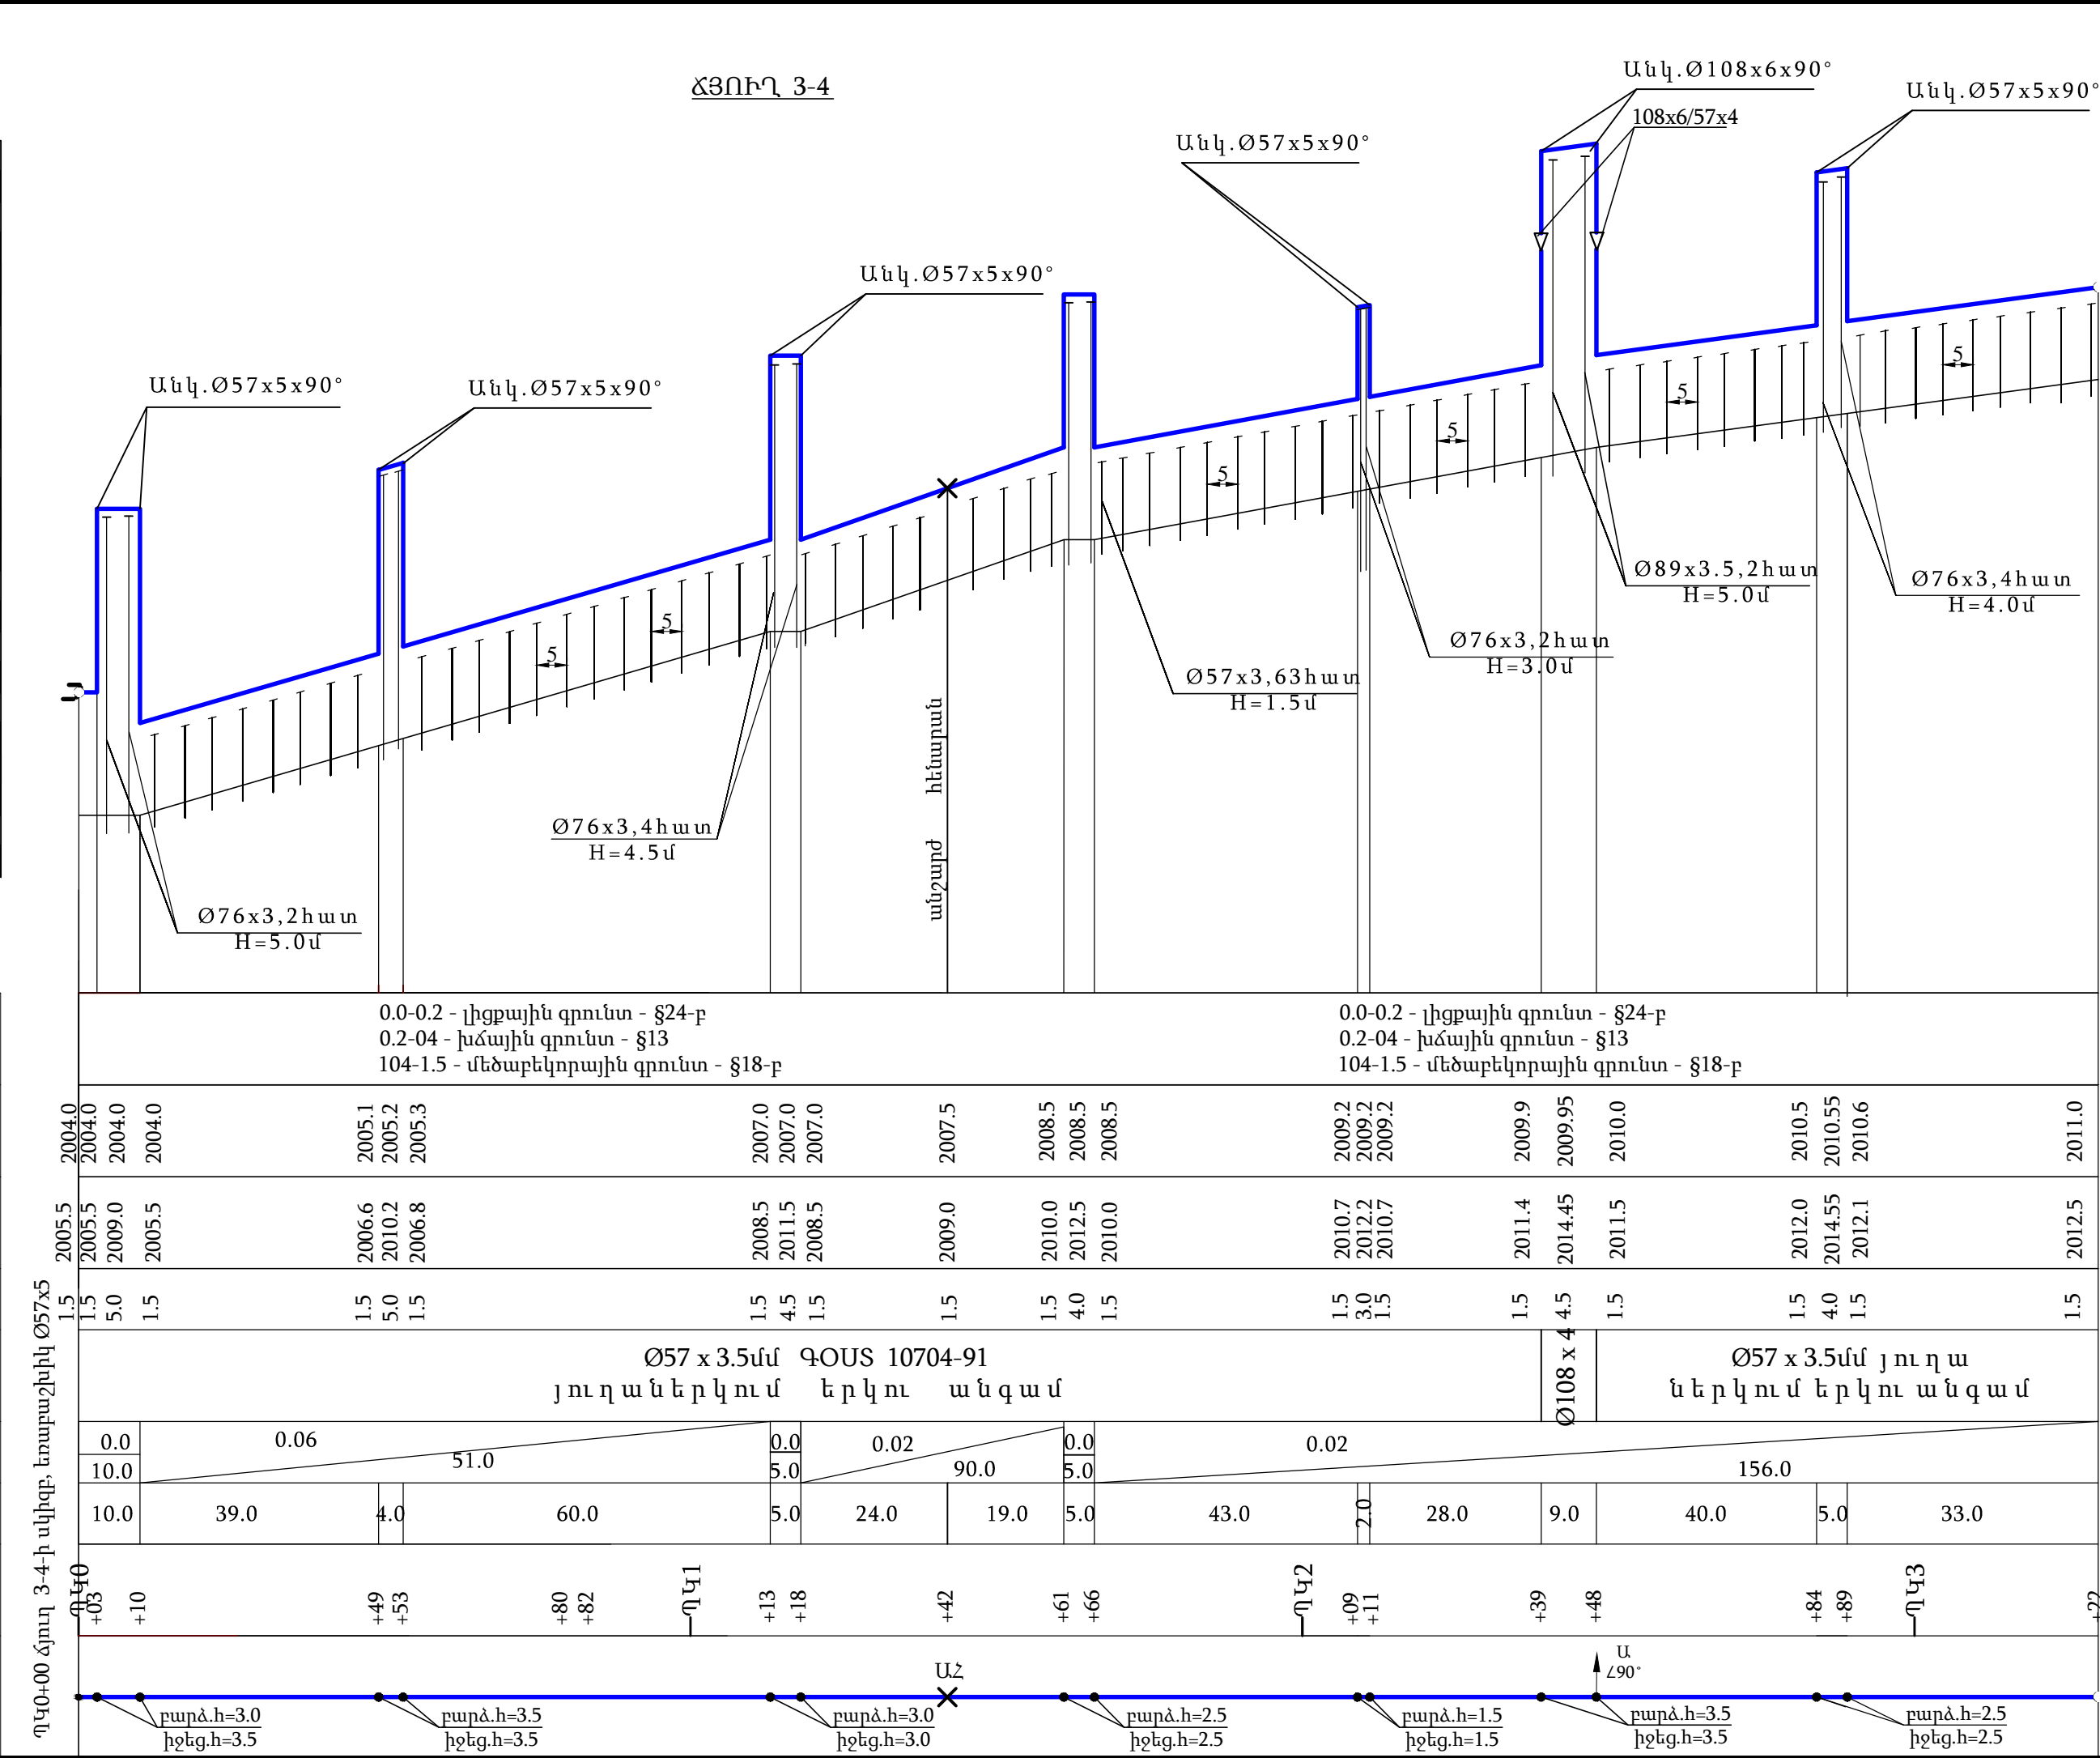 ՃՅՈՒՂ 3-4
Անկ.Ø108x6x90°
108x6/57x4
Անկ.Ø57x5x90°
Անկ.Ø57x5x90°
Անկ.Ø57x5x90°
Անկ.Ø57x5x90°
Անկ.Ø57x5x90°
5
5
5
5
5
5
Ø89x3.5,2հատ
H=5.0մ
Ø76x3,4հատ
H=4.0մ
Ø76x3,2հատ
H=3.0մ
Ø57x3,63հատ
H=1.5մ
Ø76x3,4հատ
H=4.5մ
Ø76x3,2հատ
H=5.0մ
անշարժ հենարան
0.0-0.2 - լիցքային գրունտ - §24-բ
0.2-04 - խճային գրունտ - §13
104-1.5 - մեծաբեկորային գրունտ - §18-բ
0.0-0.2 - լիցքային գրունտ - §24-բ
0.2-04 - խճային գրունտ - §13
104-1.5 - մեծաբեկորային գրունտ - §18-բ
2004.0 2004.0 2004.0 2004.0 2005.1 2005.2 2005.3 2007.0 2007.0 2007.0 2007.5 2008.5 2008.5 2008.5 2009.2 2009.2 2009.2 2009.9 2009.95 2010.0 2010.5 2010.55 2010.6 2011.0
2005.5 2005.5 2009.0 2005.5 2006.6 2010.2 2006.8 2008.5 2011.5 2008.5 2009.0 2010.0 2012.5 2010.0 2010.7 2012.2 2010.7 2011.4 2014.45 2011.5 2012.0 2014.55 2012.1 2012.5
1.5 1.5 5.0 1.5 1.5 5.0 1.5 1.5 4.5 1.5 1.5 1.5 4.0 1.5 1.5 3.0 1.5 1.5 4.5 1.5 1.5 4.0 1.5 1.5
Ø57 x 3.5մմ ԳՕՍՏ 10704-91
յուղաներկում երկու անգամ
Ø108 x 4
Ø57 x 3.5մմ յուղա
ներկում երկու անգամ
0.0 0.06 0.0 0.02 0.0 0.02
10.0 51.0 5.0 90.0 5.0 156.0
10.0 39.0 4.0 60.0 5.0 24.0 19.0 5.0 43.0 2.0 28.0 9.0 40.0 5.0 33.0
ՊԿ0 +03 +10 +49 +53 +80 +82 ՊԿ1 +13 +18 +42 +61 +66 ՊԿ2 +09 +11 +39 +48 +84 +89 ՊԿ3 +22
ՊԿ0+00 ճյուղ 3-4-ի սկիզբ, եռաբաշխիկ Ø57x5
ԱՀ
Ա
∠90°
բարձ.h=3.0
իջեց.h=3.5
բարձ.h=3.5
իջեց.h=3.5
բարձ.h=3.0
իջեց.h=3.0
բարձ.h=2.5
իջեց.h=2.5
բարձ.h=1.5
իջեց.h=1.5
բարձ.h=3.5
իջեց.h=3.5
բարձ.h=2.5
իջեց.h=2.5